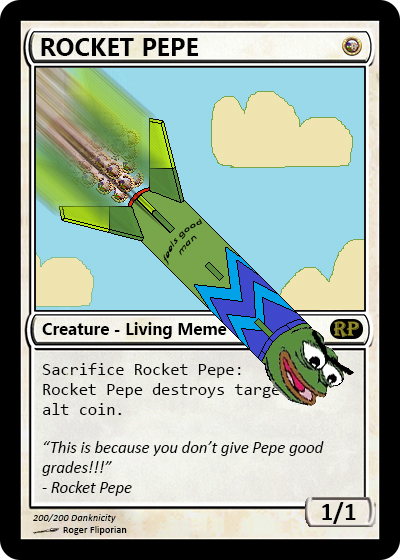 ROCKET PEPE
feels good
man
Creature - Living Meme
RP
Sacrifice Rocket Pepe:
Rocket Pepe destroys targe
alt coin.
“This is because you don’t give Pepe good
grades!!!”
- Rocket Pepe
1/1
200/200 Danknicity
Roger Fliporian